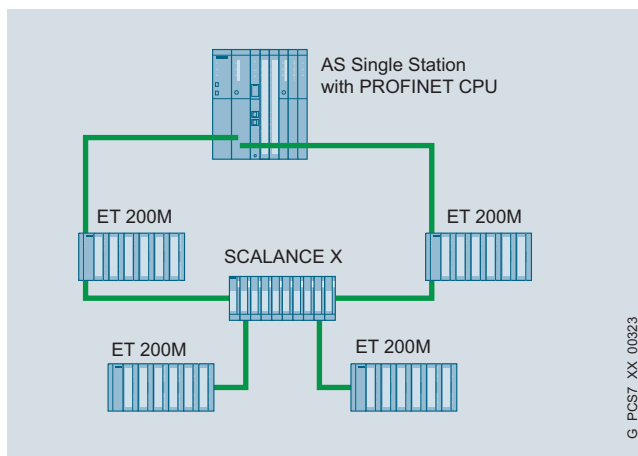 AS Single Station
with PROFINET CPU
ET 200M
ET 200M
SCALANCE X
ET 200M
ET 200M
G_PCS7_XX_00323